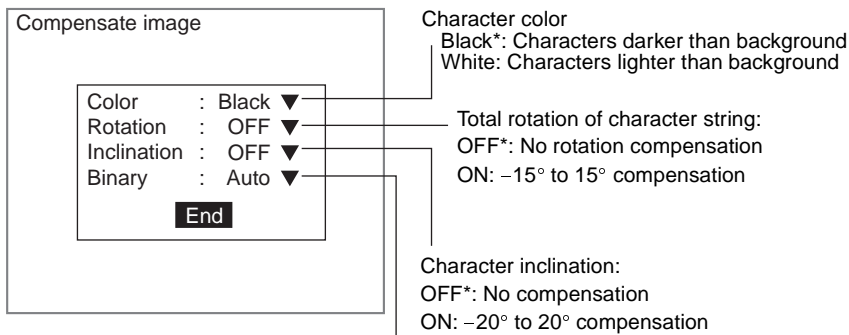 Compensate image
Color : Black ▼
Rotation : OFF ▼
Inclination : OFF ▼
Binary : Auto ▼
End
Character color
Black*: Characters darker than background
White: Characters lighter than background
Total rotation of character string:
OFF*: No rotation compensation
ON: −15° to 15° compensation
Character inclination:
OFF*: No compensation
ON: −20° to 20° compensation